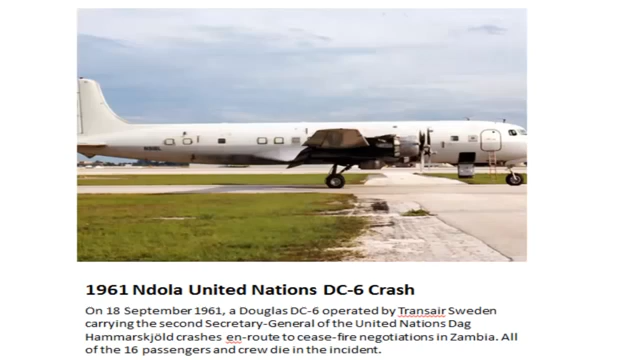 1961 Ndola United Nations DC-6 Crash
On 18 September 1961, a Douglas DC-6 operated by Transair Sweden
carrying the second Secretary-General of the United Nations Dag
Hammarskjöld crashes en-route to cease-fire negotiations in Zambia. All
of the 16 passengers and crew die in the incident.